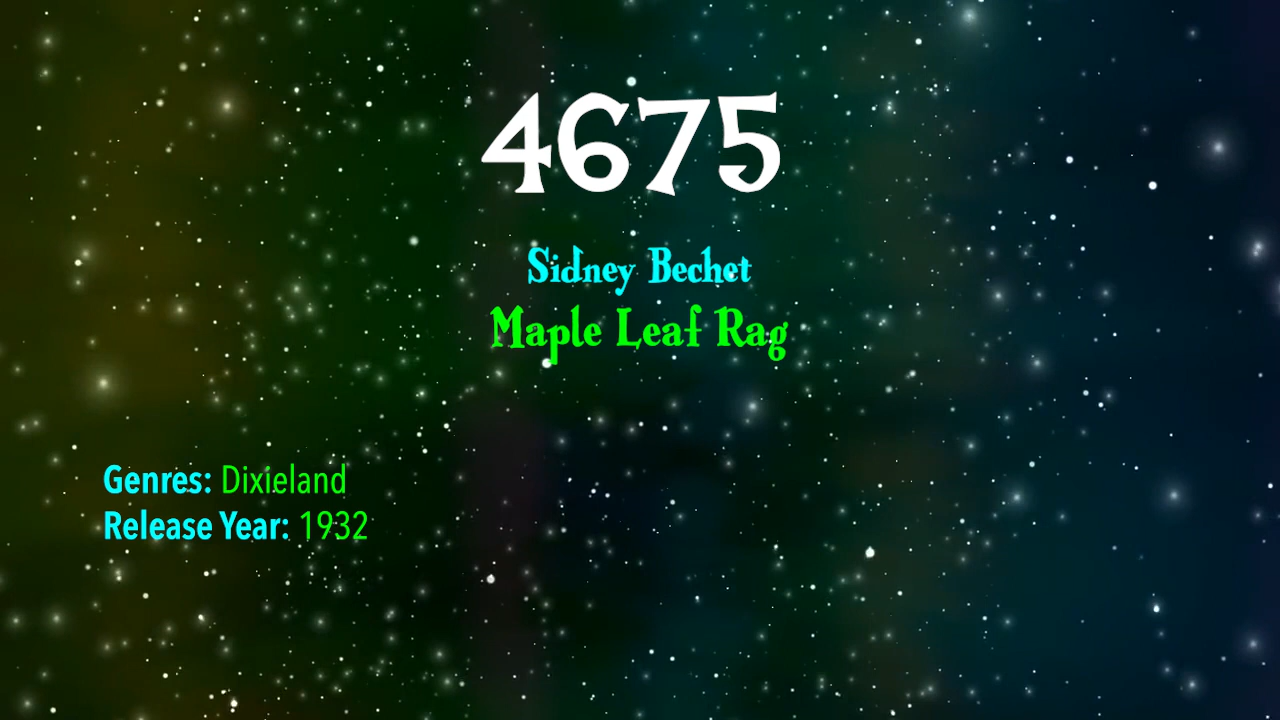 4675
Sidney Bechet
Maple Leaf Rag
Genres: Dixieland
Release Year: 1932